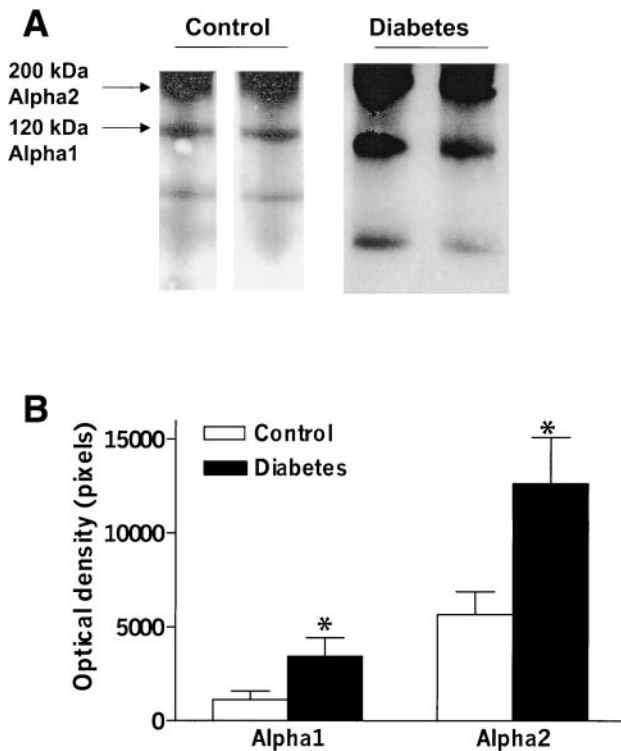 A
Control
Diabetes
200 kDa
Alpha2
120 kDa
Alpha1
B
Optical density (pixels)
15000
10000
5000
0
Control
Diabetes
*
*
Alpha1
Alpha2